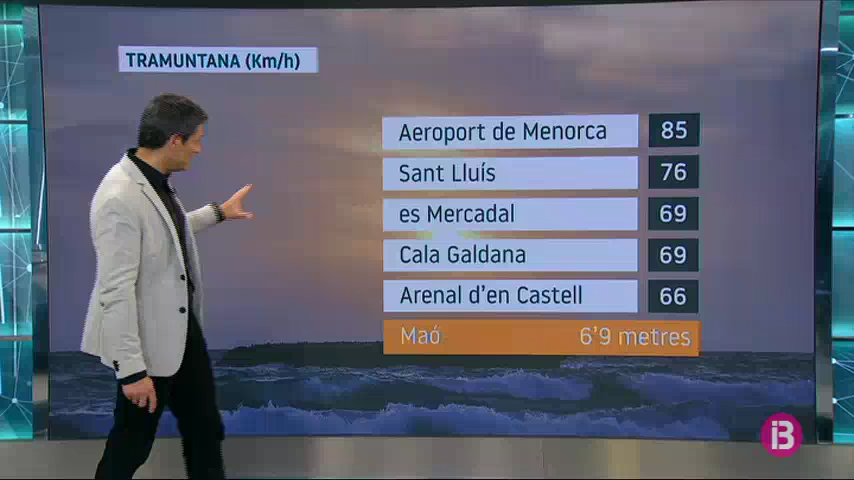 TRAMUNTANA (Km/h)
Aeroport de Menorca 85
Sant Lluís 76
es Mercadal 69
Cala Galdana 69
Arenal d'en Castell 66
Maó 6'9 metres
IB